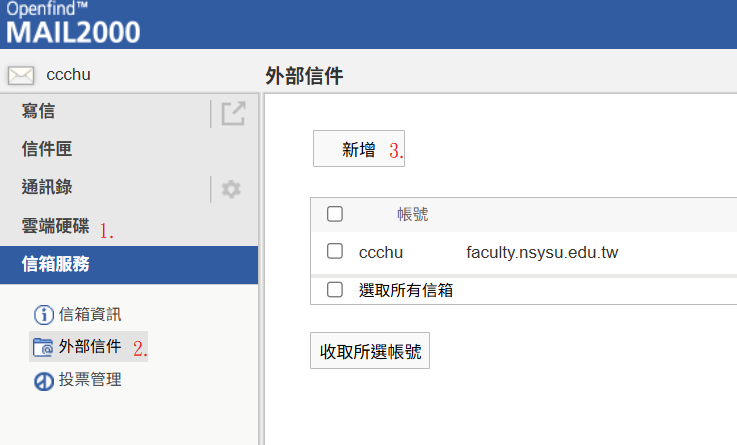 Openfind™
MAIL2000
ccchu
外部信件
寫信
信件匣
通訊錄
雲端硬碟 1.
信箱服務
信箱資訊
外部信件 2.
投票管理
新增 3.
帳號
ccchu faculty.nsysu.edu.tw
選取所有信箱
收取所選帳號